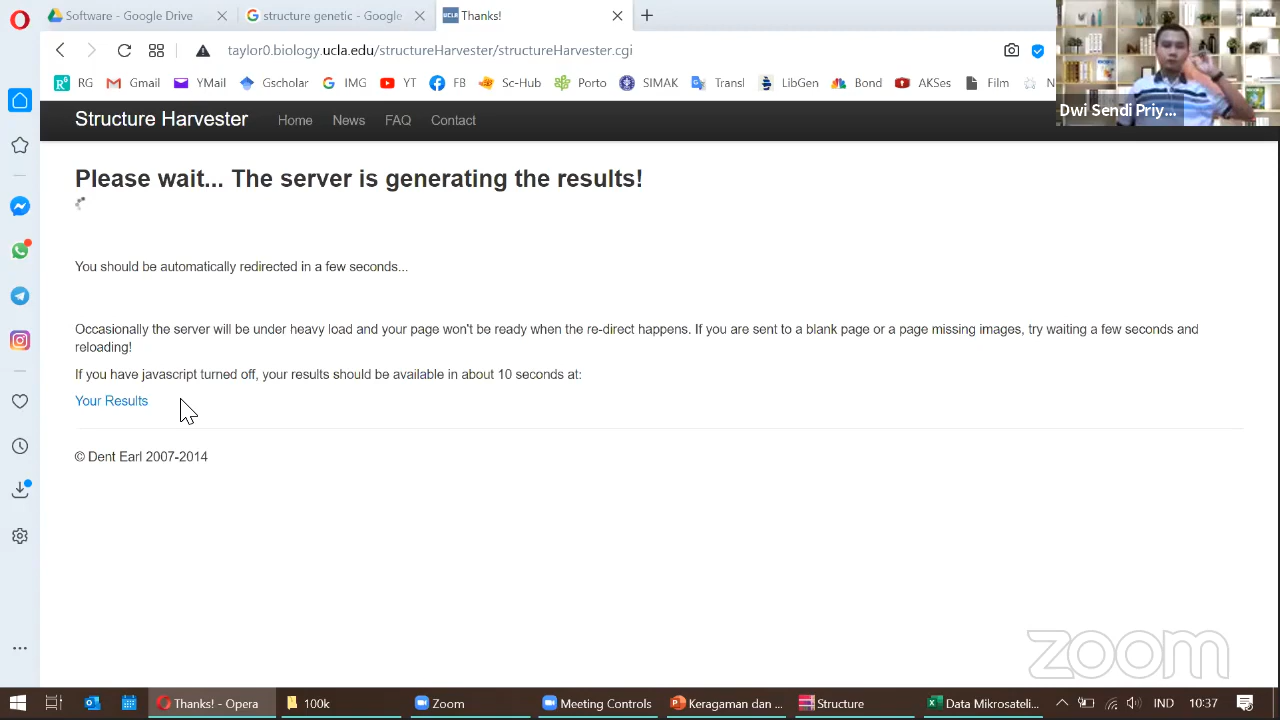 Software - Google Drive
structure genetic - Google
UCLA
Thanks!
taylor0.biology.ucla.edu/structureHarvester/structureHarvester.cgi
RG
Gmail
YMail
Gscholar
IMG
YT
FB
Sc-Hub
Porto
SIMAK
Transl
LibGen
Bond
AKSes
Film
N
Dwi Sendi Priy...
Structure Harvester
Home
News
FAQ
Contact
Please wait... The server is generating the results!
You should be automatically redirected in a few seconds...
Occasionally the server will be under heavy load and your page won't be ready when the re-direct happens. If you are sent to a blank page or a page missing images, try waiting a few seconds and
reloading!
If you have javascript turned off, your results should be available in about 10 seconds at:
Your Results
© Dent Earl 2007-2014
zoom
Thanks! - Opera
100k
Zoom
Meeting Controls
Keragaman dan ...
Structure
Data Mikrosateli...
IND
10:37